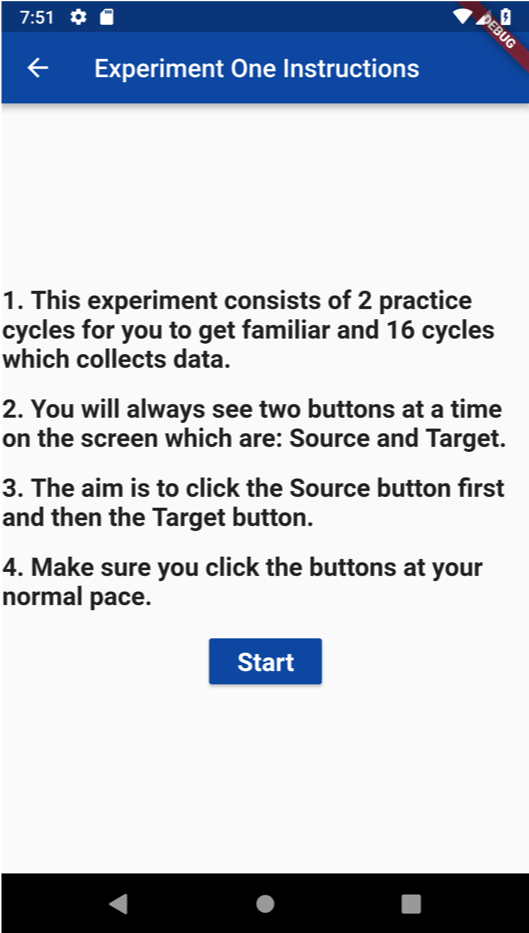 7:51
DEBUG
Experiment One Instructions
1. This experiment consists of 2 practice
cycles for you to get familiar and 16 cycles
which collects data.
2. You will always see two buttons at a time
on the screen which are: Source and Target.
3. The aim is to click the Source button first
and then the Target button.
4. Make sure you click the buttons at your
normal pace.
Start